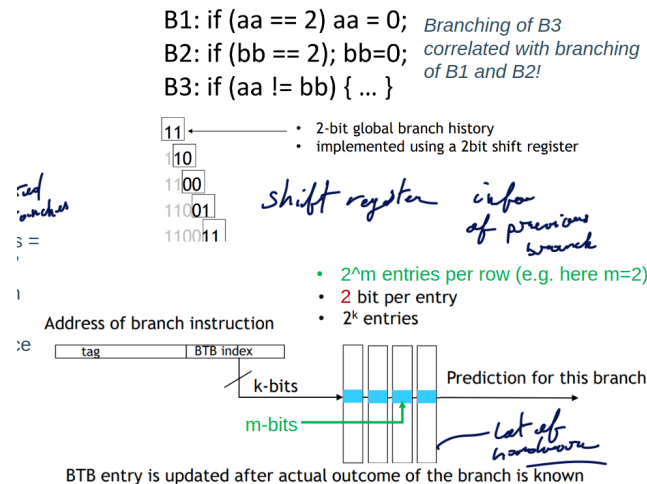 B1: if (aa == 2) aa = 0;
B2: if (bb == 2); bb=0;
B3: if (aa != bb) { ... }
Branching of B3
correlated with branching
of B1 and B2!
11
• 2-bit global branch history
• implemented using a 2bit shift register
110
1100
11001
110011
shift register
infor
of previous
branch
s =
• 2^m entries per row (e.g. here m=2)
• 2 bit per entry
• 2ᵏ entries
Address of branch instruction
ce
tag
BTB index
k-bits
m-bits
Prediction for this branch
Lot of
hardware
BTB entry is updated after actual outcome of the branch is known